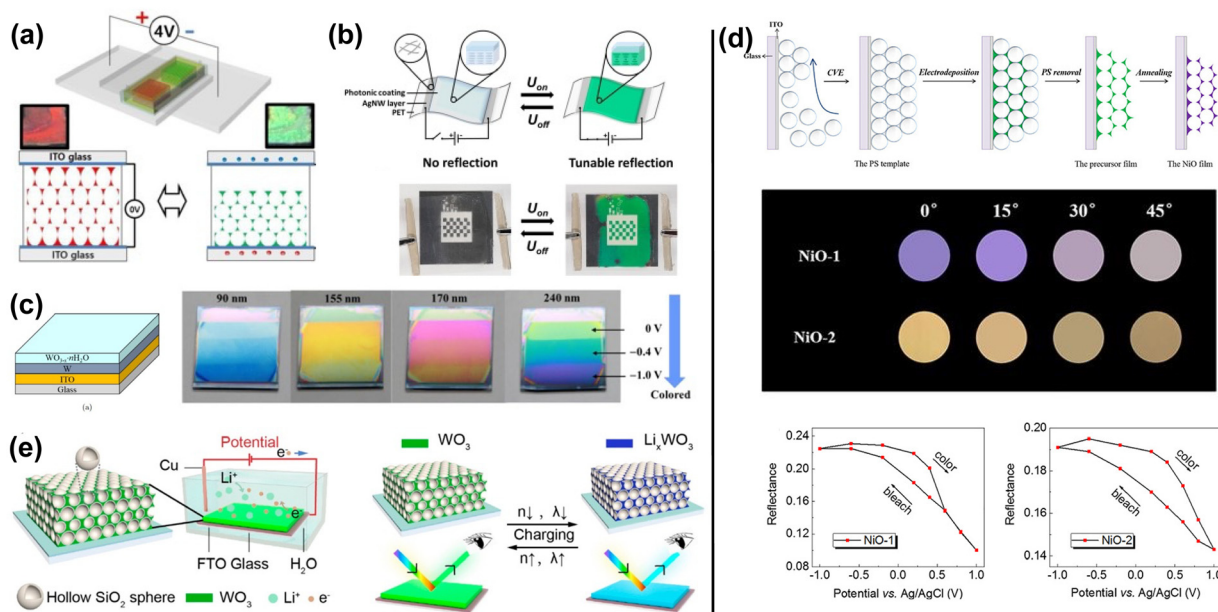 (a)
+ 4V −
ITO glass
0V
ITO glass
(b)
Photonic coating
AgNW layer
PET
U_on
U_off
No reflection
Tunable reflection
U_on
U_off
(c)
WO3-x·nH2O
W
ITO
Glass
(a)
90 nm
155 nm
170 nm
240 nm
0 V
−0.4 V
−1.0 V
Colored
(d)
ITO
Glass
CVE
Electrodeposition
PS removal
Annealing
The PS template
The precursor film
The NiO film
0° 15° 30° 45°
NiO-1
NiO-2
0.24
0.20
0.16
0.12
0.08
Reflectance
color
bleach
NiO-1
-1.0 -0.5 0.0 0.5 1.0
Potential vs. Ag/AgCl (V)
0.20
0.18
0.16
0.14
Reflectance
color
bleach
NiO-2
-1.0 -0.5 0.0 0.5 1.0
Potential vs. Ag/AgCl (V)
(e)
Potential
e-
Cu
Li+
e-
FTO Glass
H2O
Hollow SiO2 sphere
WO3
Li+
e-
WO3
LixWO3
n↓ , λ↓
Charging
n↑ , λ↑